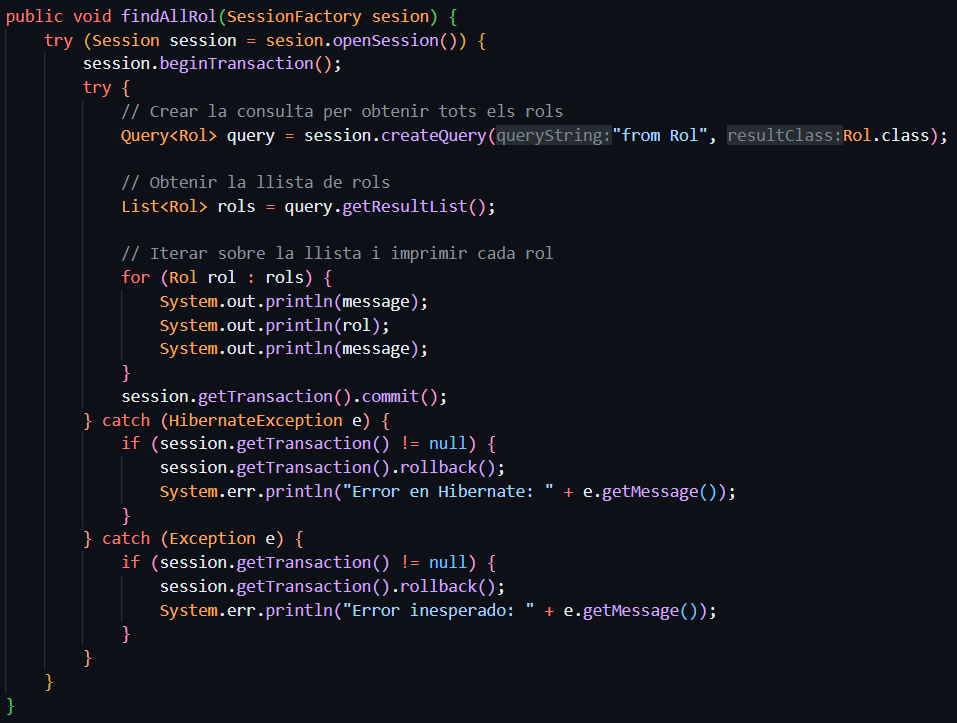 public void findAllRol(SessionFactory sesion) {
try (Session session = sesion.openSession()) {
session.beginTransaction();
try {
// Crear la consulta per obtenir tots els rols
Query<Rol> query = session.createQuery(queryString:"from Rol", resultClass:Rol.class);
// Obtenir la llista de rols
List<Rol> rols = query.getResultList();
// Iterar sobre la llista i imprimir cada rol
for (Rol rol : rols) {
System.out.println(message);
System.out.println(rol);
System.out.println(message);
}
session.getTransaction().commit();
} catch (HibernateException e) {
if (session.getTransaction() != null) {
session.getTransaction().rollback();
System.err.println("Error en Hibernate: " + e.getMessage());
}
} catch (Exception e) {
if (session.getTransaction() != null) {
session.getTransaction().rollback();
System.err.println("Error inesperado: " + e.getMessage());
}
}
}
}